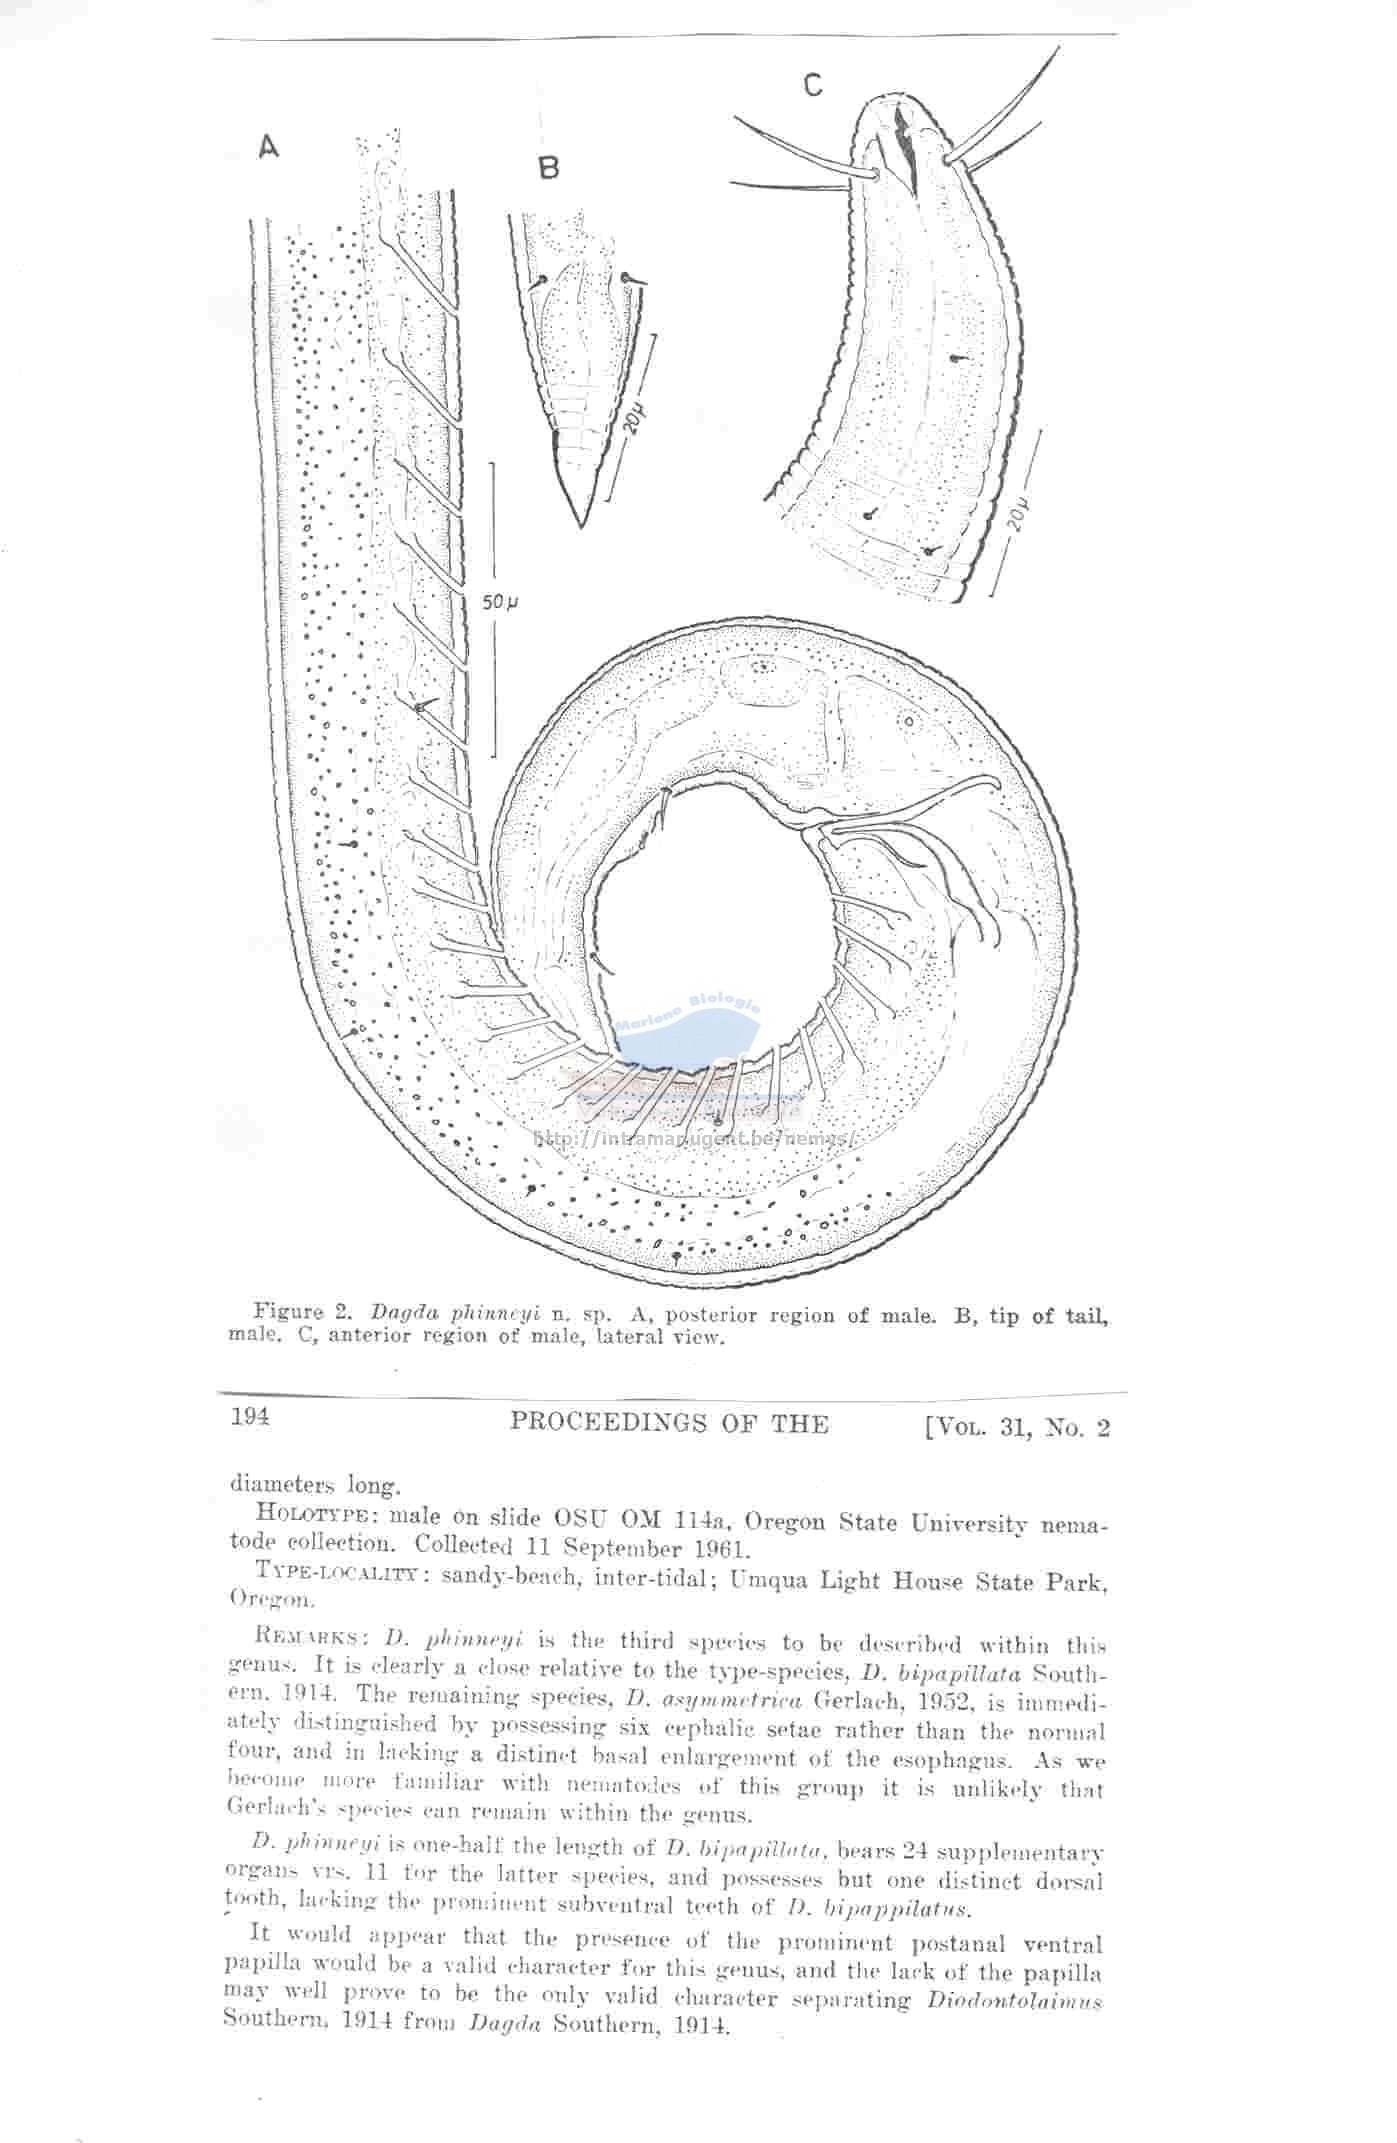 A
B
C
20µ
20µ
50µ
Mariene Biologie
http://intramar.ugent.be/nemys/
Figure 2. Dagda phinneyi n. sp. A, posterior region of male. B, tip of tail,
male. C, anterior region of male, lateral view.
194 PROCEEDINGS OF THE [VOL. 31, No. 2
diameters long.
HOLOTYPE: male on slide OSU OM 114a, Oregon State University nema-
tode collection. Collected 11 September 1961.
TYPE-LOCALITY: sandy-beach, inter-tidal; Umqua Light House State Park,
Oregon.
REMARKS: D. phinneyi is the third species to be described within this
genus. It is clearly a close relative to the type-species, D. bipapillata South-
ern, 1914. The remaining species, D. asymmetrica Gerlach, 1952, is immedi-
ately distinguished by possessing six cephalic setae rather than the normal
four, and in lacking a distinct basal enlargement of the esophagus. As we
become more familiar with nematodes of this group it is unlikely that
Gerlach's species can remain within the genus.
D. phinneyi is one-half the length of D. bipapillata, bears 24 supplementary
organs vrs. 11 for the latter species, and possesses but one distinct dorsal
tooth, lacking the prominent subventral teeth of D. bipappilatus.
It would appear that the presence of the prominent postanal ventral
papilla would be a valid character for this genus, and the lack of the papilla
may well prove to be the only valid character separating Diodontolaimus
Southern, 1914 from Dagda Southern, 1914.